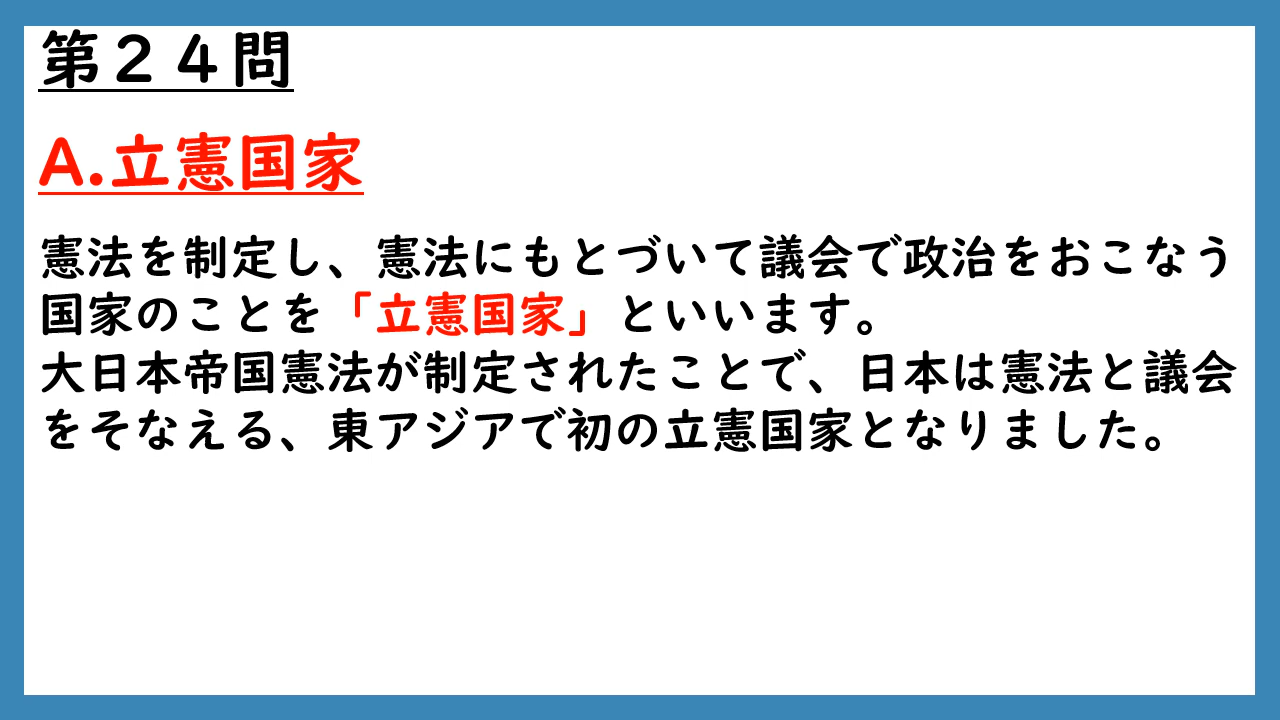 第２４問
A.立憲国家
憲法を制定し、憲法にもとづいて議会で政治をおこなう
国家のことを「立憲国家」といいます。
大日本帝国憲法が制定されたことで、日本は憲法と議会
をそなえる、東アジアで初の立憲国家となりました。